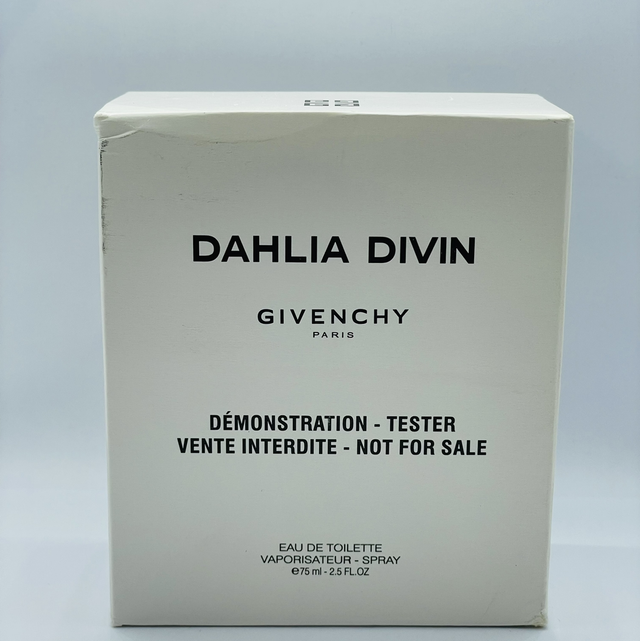 DAHLIA DIVIN
GIVENCHY
PARIS
DÉMONSTRATION - TESTER
VENTE INTERDITE - NOT FOR SALE
EAU DE TOILETTE
VAPORISATEUR - SPRAY
℮75 ml - 2.5 FL.OZ